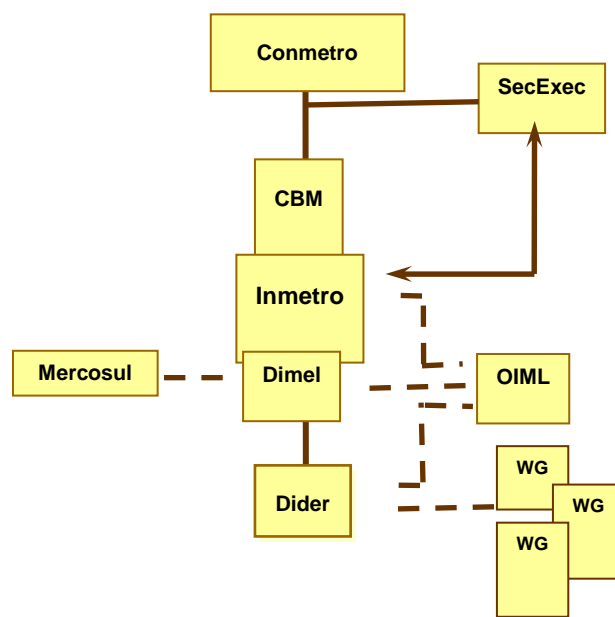 Conmetro
SecExec
CBM
Inmetro
Mercosul
Dimel
OIML
Dider
WG
WG
WG